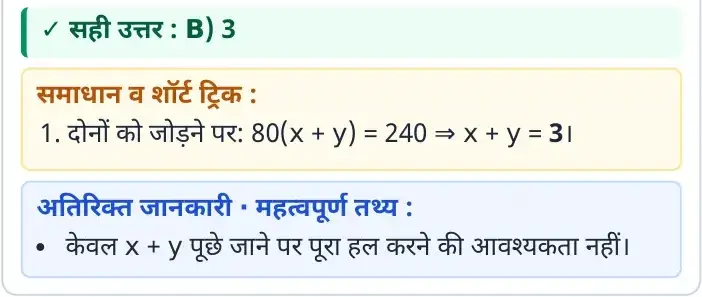 ✓ सही उत्तर : B) 3
समाधान व शॉर्ट ट्रिक :
1. दोनों को जोड़ने पर: 80(x + y) = 240 ⇒ x + y = 3।
अतिरिक्त जानकारी · महत्वपूर्ण तथ्य :
• केवल x + y पूछे जाने पर पूरा हल करने की आवश्यकता नहीं।